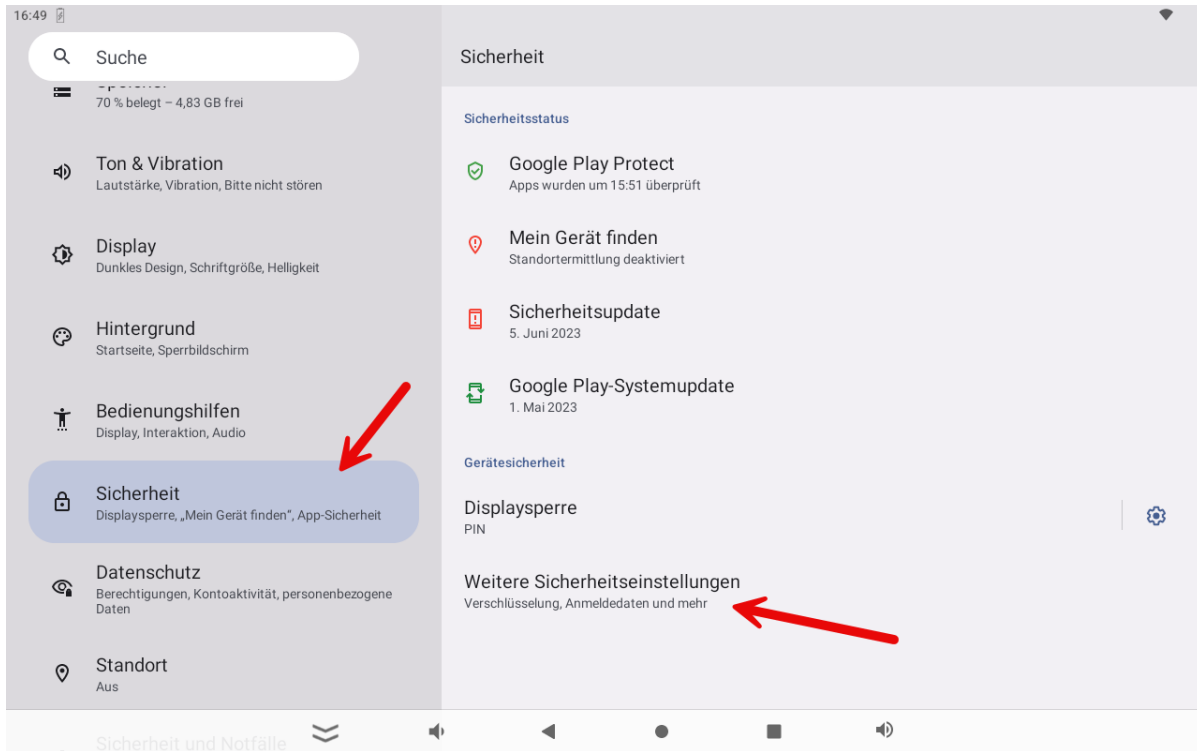 16:49
Suche
Speicher
70 % belegt – 4,83 GB frei
Ton & Vibration
Lautstärke, Vibration, Bitte nicht stören
Display
Dunkles Design, Schriftgröße, Helligkeit
Hintergrund
Startseite, Sperrbildschirm
Bedienungshilfen
Display, Interaktion, Audio
Sicherheit
Displaysperre, „Mein Gerät finden“, App-Sicherheit
Datenschutz
Berechtigungen, Kontoaktivität, personenbezogene
Daten
Standort
Aus
Sicherheit und Notfälle
Sicherheit
Sicherheitsstatus
Google Play Protect
Apps wurden um 15:51 überprüft
Mein Gerät finden
Standortermittlung deaktiviert
Sicherheitsupdate
5. Juni 2023
Google Play-Systemupdate
1. Mai 2023
Gerätesicherheit
Displaysperre
PIN
Weitere Sicherheitseinstellungen
Verschlüsselung, Anmeldedaten und mehr